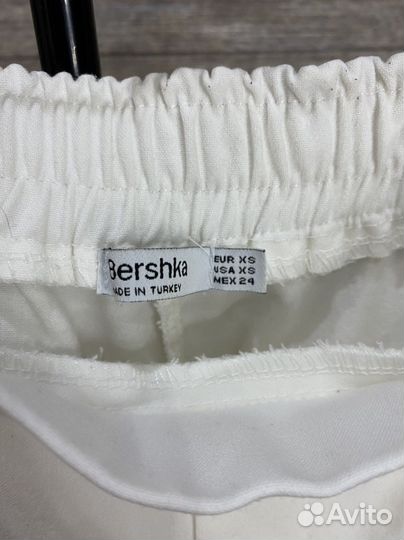 Bershka
MADE IN TURKEY
EUR XS
USA XS
MEX 24
Avito